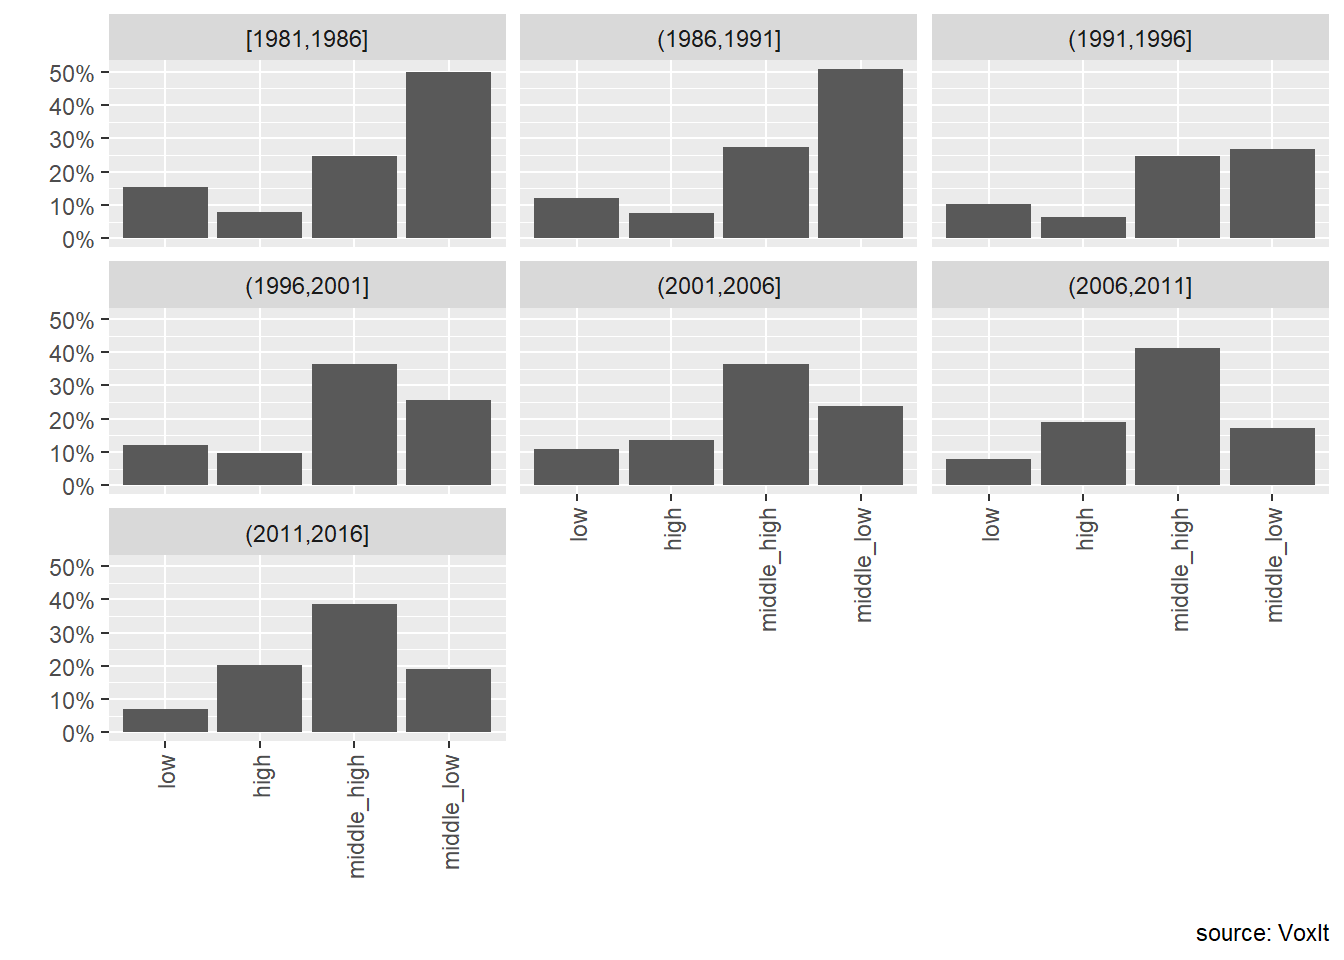 [1981,1986]
(1986,1991]
(1991,1996]
50%
40%
30%
20%
10%
0%
(1996,2001]
(2001,2006]
(2006,2011]
50%
40%
30%
20%
10%
0%
low
high
middle_high
middle_low
low
high
middle_high
middle_low
(2011,2016]
50%
40%
30%
20%
10%
0%
low
high
middle_high
middle_low
source: VoxIt